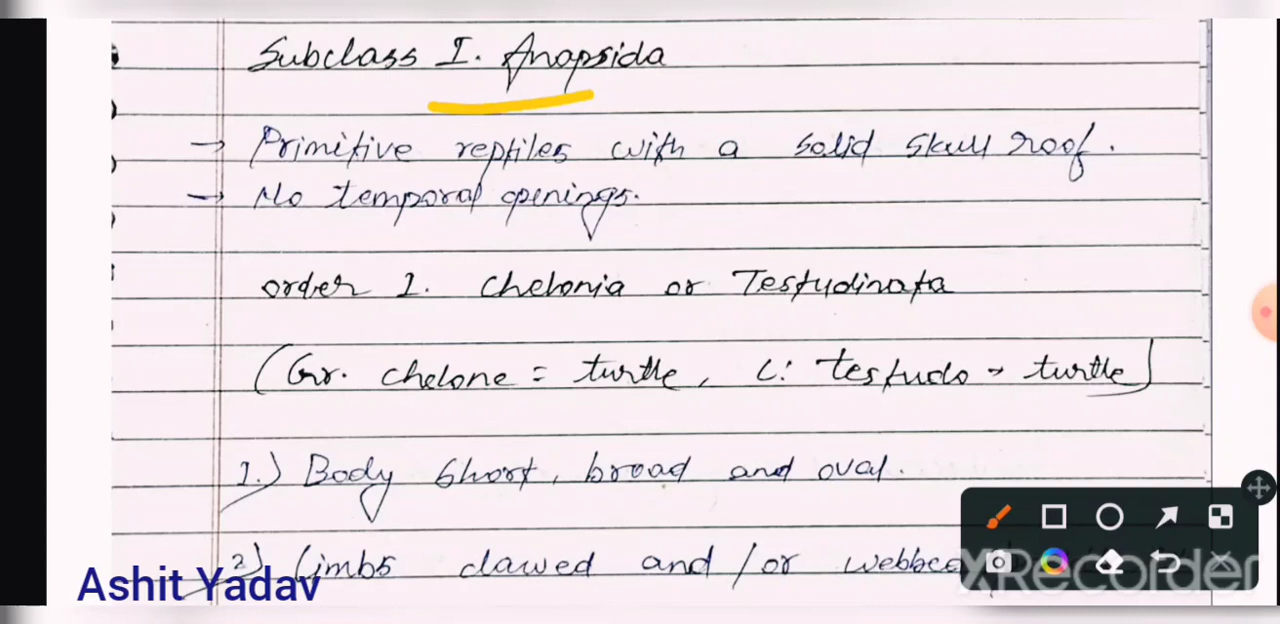 Subclass I. Anapsida
→ Primitive reptiles with a solid skull roof.
→ No temporal openings.
order 1. Chelonia or Testudinata
(Gr. chelone = turtle, L: testudo → turtle)
1.) Body short, broad and oval.
2) Limbs clawed and/or
Ashit Yadav
XRecorder